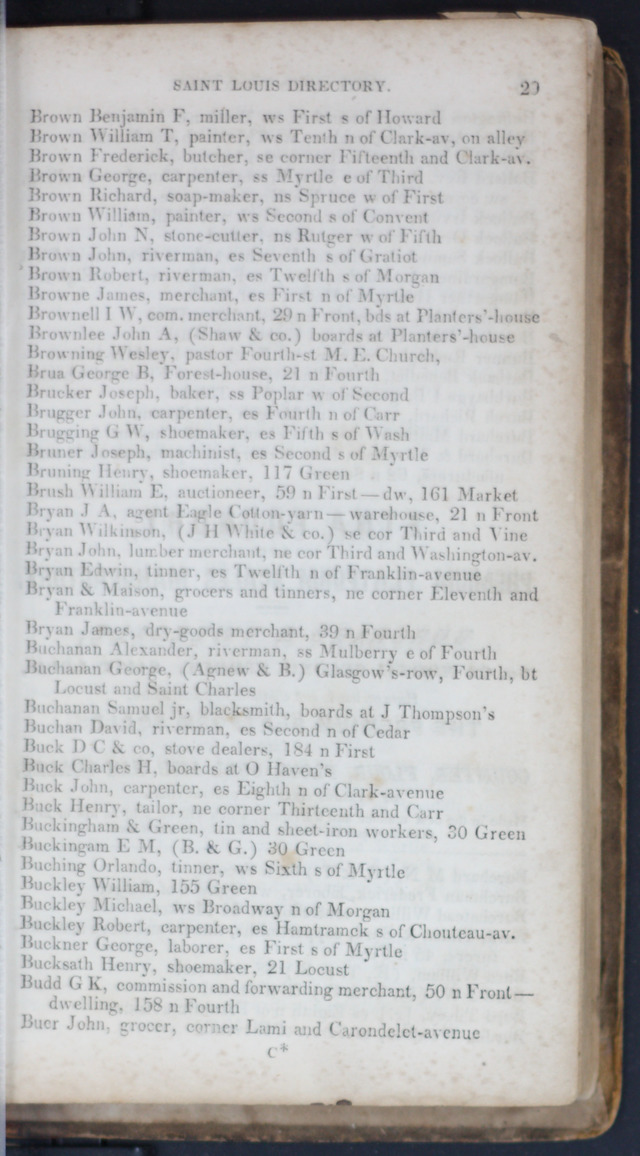 SAINT LOUIS DIRECTORY. 29
Brown Benjamin F, miller, ws First s of Howard
Brown William T, painter, ws Tenth n of Clark-av, on alley
Brown Frederick, butcher, se corner Fifteenth and Clark-av.
Brown George, carpenter, ss Myrtle e of Third
Brown Richard, soap-maker, ns Spruce w of First
Brown William, painter, ws Second s of Convent
Brown John N, stone-cutter, ns Rutger w of Fifth
Brown John, riverman, es Seventh s of Gratiot
Brown Robert, riverman, es Twelfth s of Morgan
Browne James, merchant, es First n of Myrtle
Brownell I W, com. merchant, 29 n Front, bds at Planters'-house
Brownlee John A, (Shaw & co.) boards at Planters'-house
Browning Wesley, pastor Fourth-st M. E. Church,
Brua George B, Forest-house, 21 n Fourth
Brucker Joseph, baker, ss Poplar w of Second
Brugger John, carpenter, es Fourth n of Carr
Brugging G W, shoemaker, es Fifth s of Wash
Bruner Joseph, machinist, es Second s of Myrtle
Bruning Henry, shoemaker, 117 Green
Brush William E, auctioneer, 59 n First — dw, 161 Market
Bryan J A, agent Eagle Cotton-yarn — warehouse, 21 n Front
Bryan Wilkinson, (J H White & co.) se cor Third and Vine
Bryan John, lumber merchant, ne cor Third and Washington-av.
Bryan Edwin, tinner, es Twelfth n of Franklin-avenue
Bryan & Maison, grocers and tinners, ne corner Eleventh and
Franklin-avenue
Bryan James, dry-goods merchant, 39 n Fourth
Buchanan Alexander, riverman, ss Mulberry e of Fourth
Buchanan George, (Agnew & B.) Glasgow's-row, Fourth, bt
Locust and Saint Charles
Buchanan Samuel jr, blacksmith, boards at J Thompson's
Buchan David, riverman, es Second n of Cedar
Buck D C & co, stove dealers, 184 n First
Buck Charles H, boards at O Haven's
Buck John, carpenter, es Eighth n of Clark-avenue
Buck Henry, tailor, ne corner Thirteenth and Carr
Buckingham & Green, tin and sheet-iron workers, 30 Green
Buckingam E M, (B. & G.) 30 Green
Buching Orlando, tinner, ws Sixth s of Myrtle
Buckley William, 155 Green
Buckley Michael, ws Broadway n of Morgan
Buckley Robert, carpenter, es Hamtramck s of Chouteau-av.
Buckner George, laborer, es First s of Myrtle
Bucksath Henry, shoemaker, 21 Locust
Budd G K, commission and forwarding merchant, 50 n Front —
dwelling, 158 n Fourth
Buer John, grocer, corner Lami and Carondelet-avenue
C*